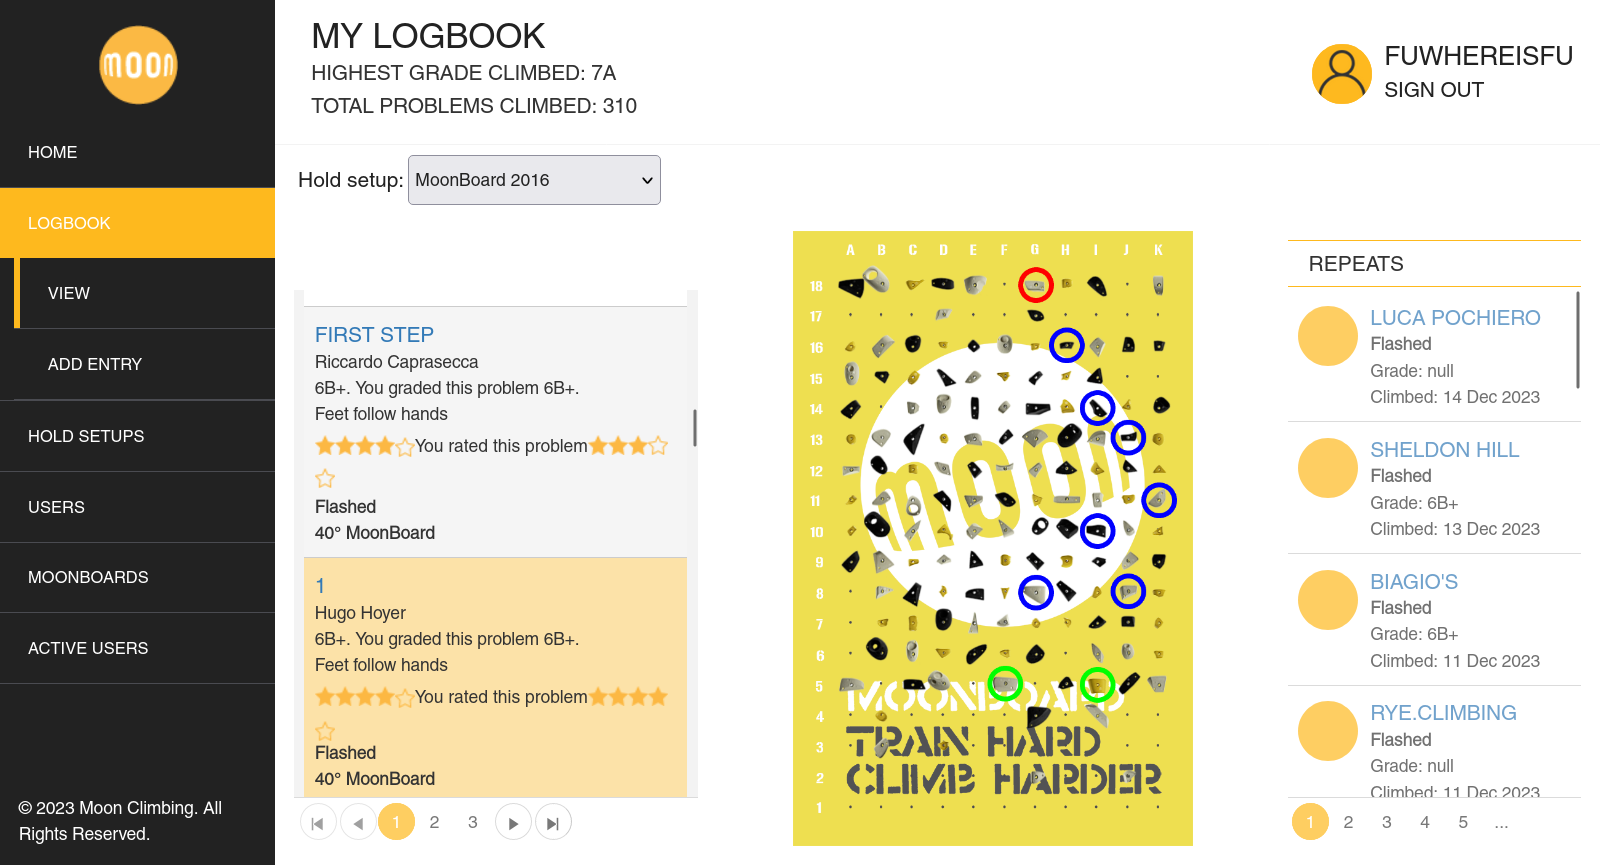 moon
HOME
LOGBOOK
VIEW
ADD ENTRY
HOLD SETUPS
USERS
MOONBOARDS
ACTIVE USERS
© 2023 Moon Climbing. All
Rights Reserved.
MY LOGBOOK
HIGHEST GRADE CLIMBED: 7A
TOTAL PROBLEMS CLIMBED: 310
FUWHEREISFU
SIGN OUT
Hold setup: MoonBoard 2016
FIRST STEP
Riccardo Caprasecca
6B+. You graded this problem 6B+.
Feet follow hands
You rated this problem
Flashed
40° MoonBoard
1
Hugo Hoyer
6B+. You graded this problem 6B+.
Feet follow hands
You rated this problem
Flashed
40° MoonBoard
1 2 3
A B C D E F G H I J K
18
17
16
15
14
13
12
11
10
9
8
7
6
5
4
3
2
1
moon
MOONBOARD
TRAIN HARD
CLIMB HARDER
REPEATS
LUCA POCHIERO
Flashed
Grade: null
Climbed: 14 Dec 2023
SHELDON HILL
Flashed
Grade: 6B+
Climbed: 13 Dec 2023
BIAGIO'S
Flashed
Grade: 6B+
Climbed: 11 Dec 2023
RYE.CLIMBING
Flashed
Grade: null
Climbed: 11 Dec 2023
1 2 3 4 5 ...